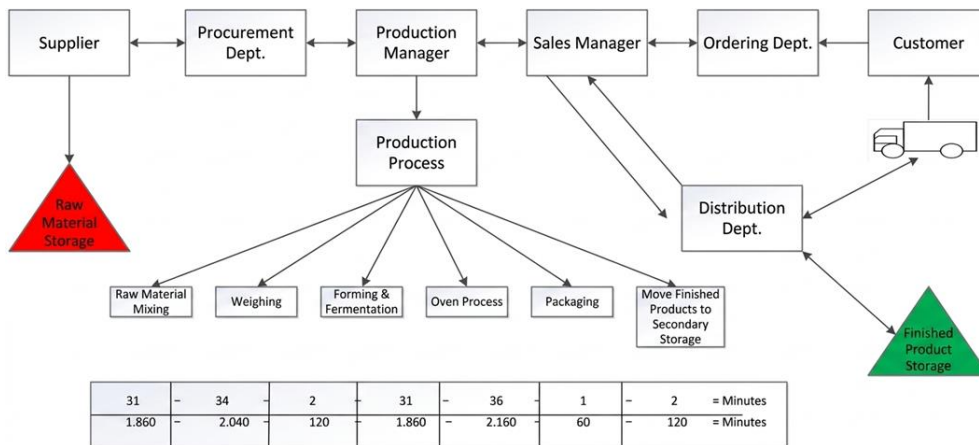 Supplier
Procurement
Dept.
Production
Manager
Sales Manager
Ordering Dept.
Customer
Production
Process
Raw
Material
Storage
Distribution
Dept.
Raw Material
Mixing
Weighing
Forming &
Fermentation
Oven Process
Packaging
Move Finished
Products to
Secondary
Storage
Finished
Product
Storage
31 - 34 - 2 - 31 - 36 - 1 - 2 = Minutes
1.860 - 2.040 - 120 - 1.860 - 2.160 - 60 - 120 = Minutes